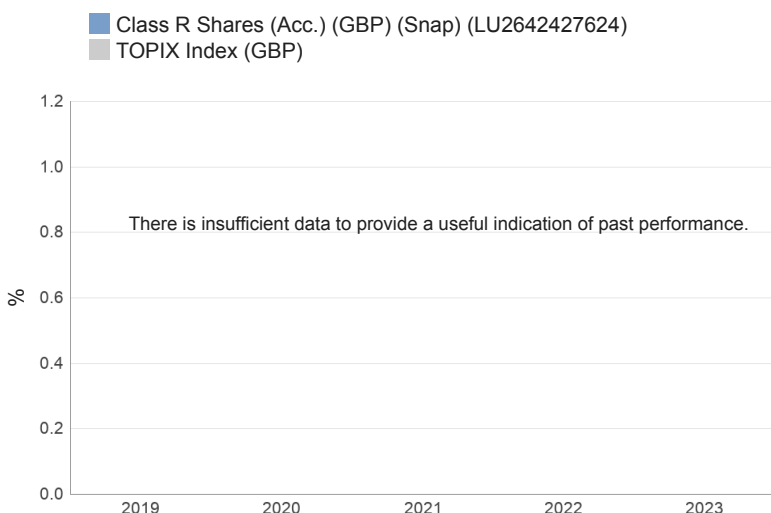 Class R Shares (Acc.) (GBP) (Snap) (LU2642427624)
TOPIX Index (GBP)
1.2
1.0
There is insufficient data to provide a useful indication of past performance.
0.8
%
0.6
0.4
0.2
0.0
2019 2020 2021 2022 2023